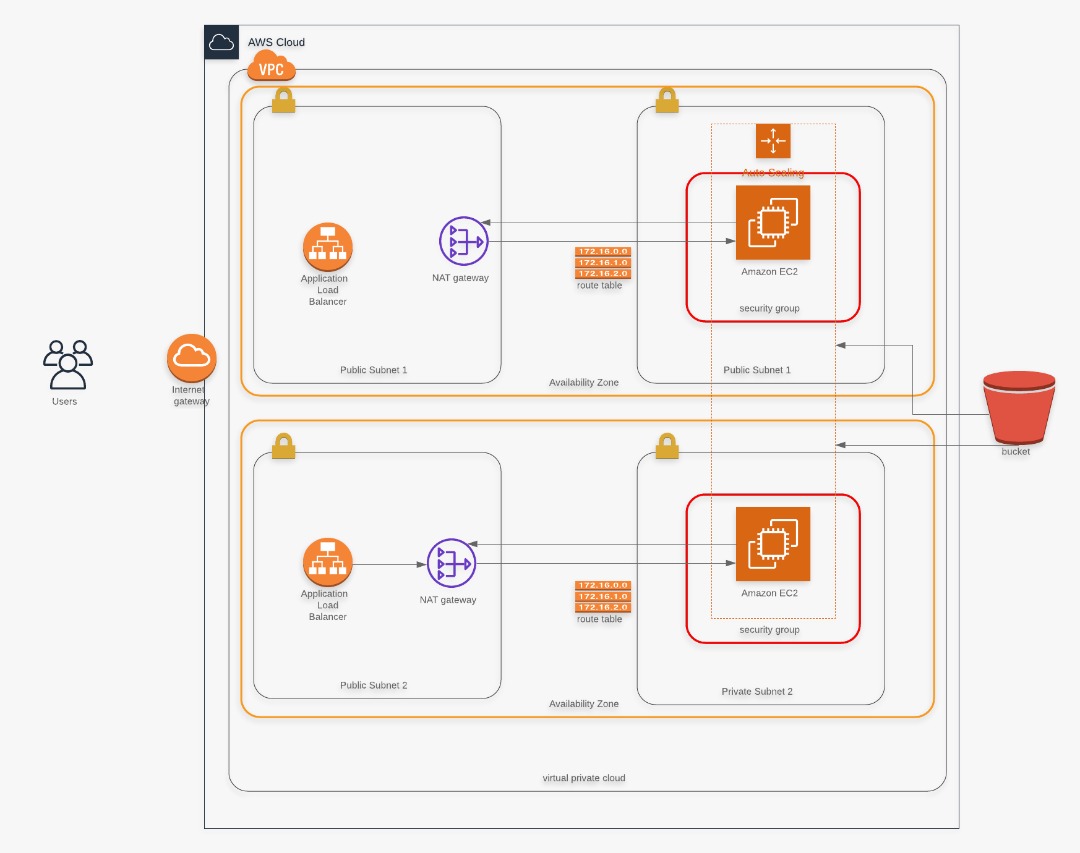 AWS Cloud
VPC
Auto Scaling
172.16.0.0
172.16.1.0
172.16.2.0
route table
Application
Load
Balancer
NAT gateway
Amazon EC2
security group
Public Subnet 1
Availability Zone
Public Subnet 1
Users
Internet
gateway
bucket
Application
Load
Balancer
NAT gateway
172.16.0.0
172.16.1.0
172.16.2.0
route table
Amazon EC2
security group
Public Subnet 2
Availability Zone
Private Subnet 2
virtual private cloud